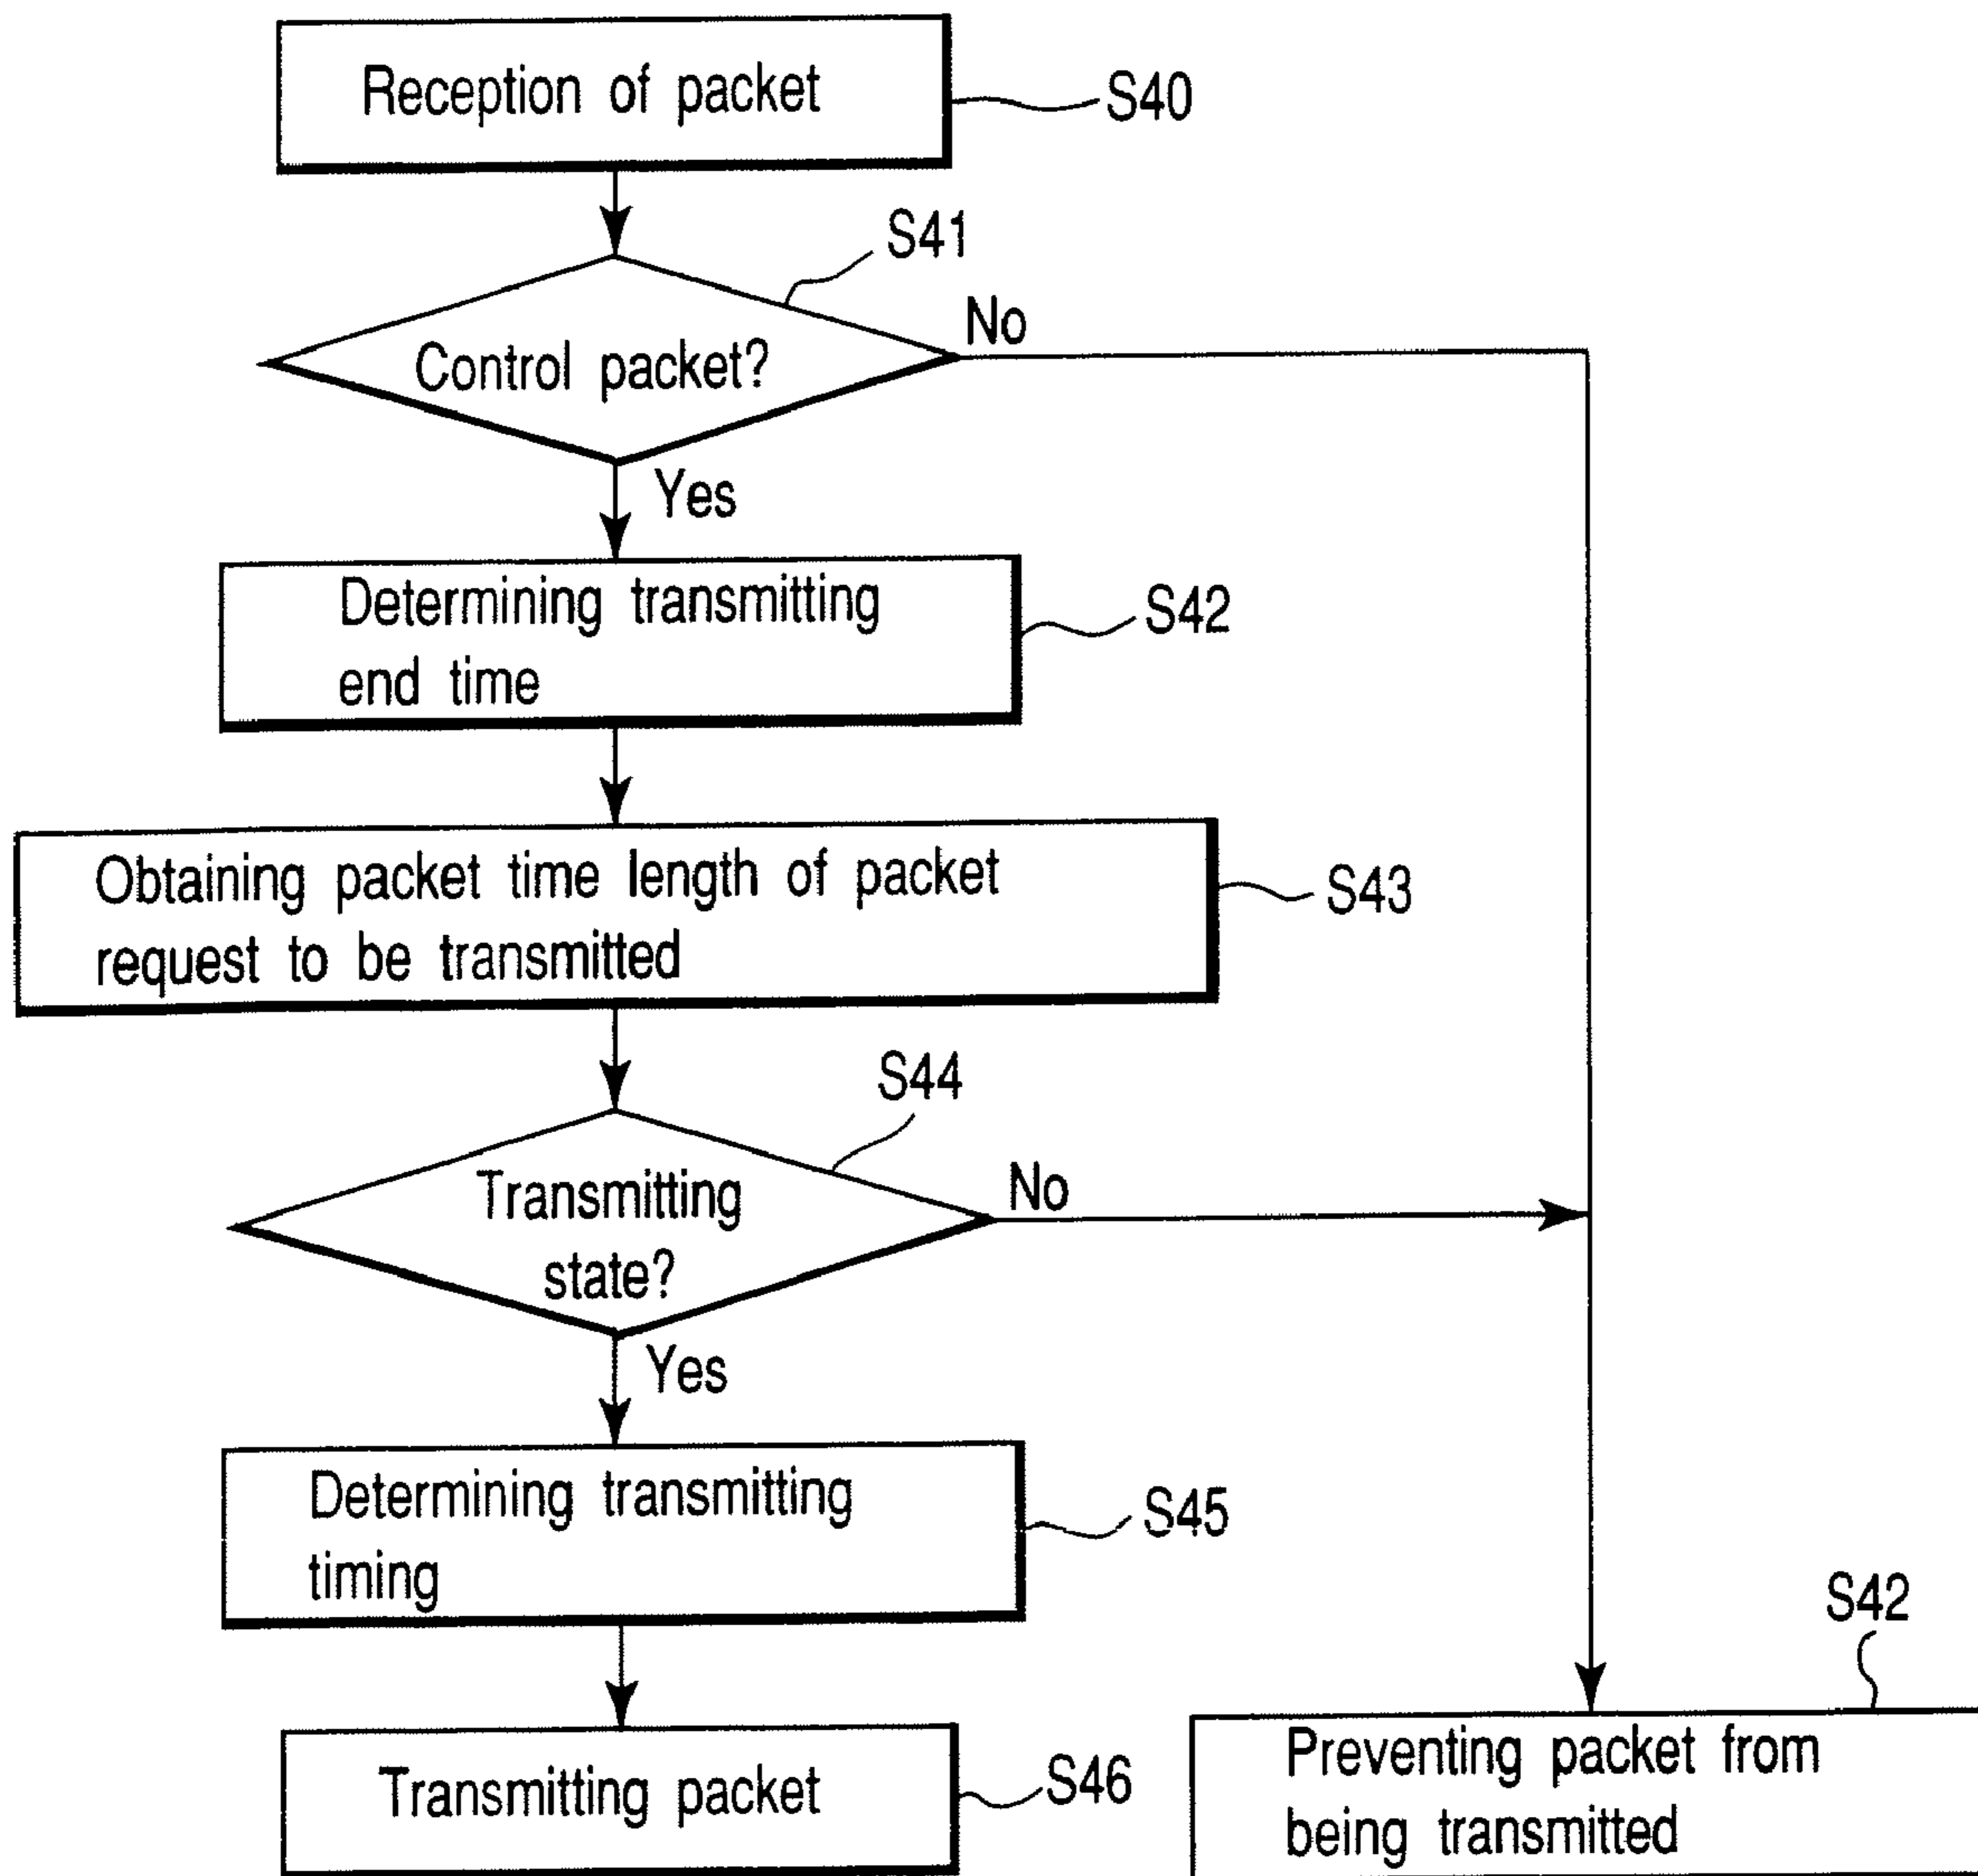 Reception of packet
S40
S41
Control packet?
No
Yes
Determining transmitting
end time
S42
Obtaining packet time length of packet
request to be transmitted
S43
S44
Transmitting
state?
No
Yes
Determining transmitting
timing
S45
Transmitting packet
S46
S42
Preventing packet from
being transmitted